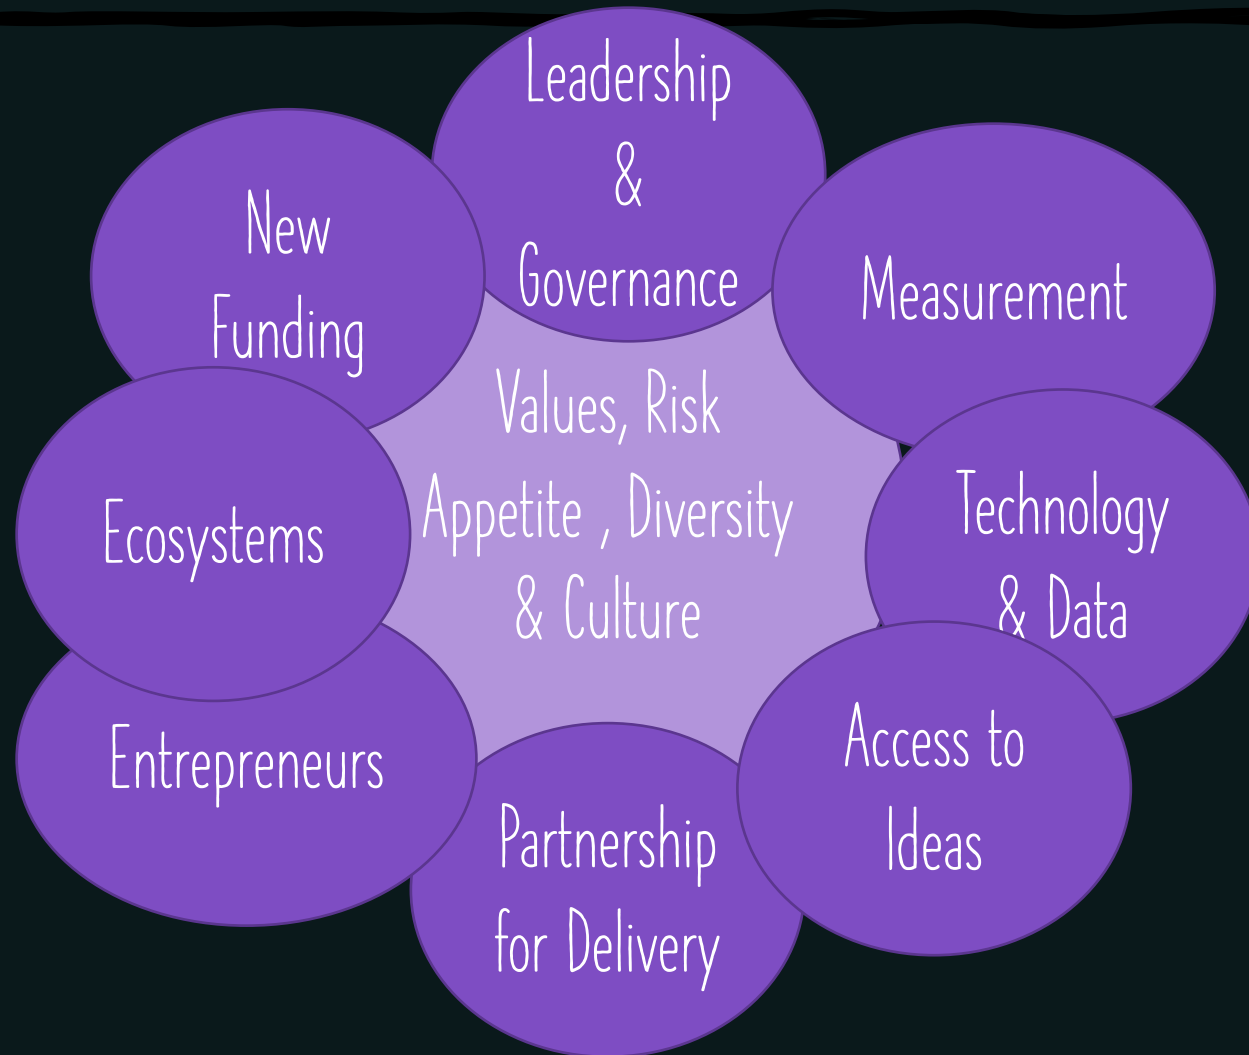 Leadership
&
Governance
New
Funding
Measurement
Values, Risk
Appetite , Diversity
& Culture
Ecosystems
Technology
& Data
Entrepreneurs
Access to
Ideas
Partnership
for Delivery